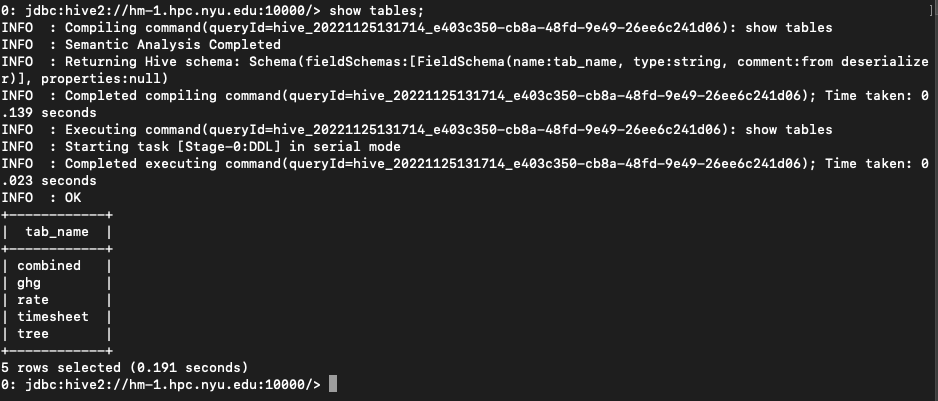 0: jdbc:hive2://hm-1.hpc.nyu.edu:10000/> show tables;
INFO  : Compiling command(queryId=hive_20221125131714_e403c350-cb8a-48fd-9e49-26ee6c241d06): show tables
INFO  : Semantic Analysis Completed
INFO  : Returning Hive schema: Schema(fieldSchemas:[FieldSchema(name:tab_name, type:string, comment:from deserialize
r)], properties:null)
INFO  : Completed compiling command(queryId=hive_20221125131714_e403c350-cb8a-48fd-9e49-26ee6c241d06); Time taken: 0
.139 seconds
INFO  : Executing command(queryId=hive_20221125131714_e403c350-cb8a-48fd-9e49-26ee6c241d06): show tables
INFO  : Starting task [Stage-0:DDL] in serial mode
INFO  : Completed executing command(queryId=hive_20221125131714_e403c350-cb8a-48fd-9e49-26ee6c241d06); Time taken: 0
.023 seconds
INFO  : OK
+------------+
|  tab_name  |
+------------+
| combined   |
| ghg        |
| rate       |
| timesheet  |
| tree       |
+------------+
5 rows selected (0.191 seconds)
0: jdbc:hive2://hm-1.hpc.nyu.edu:10000/>